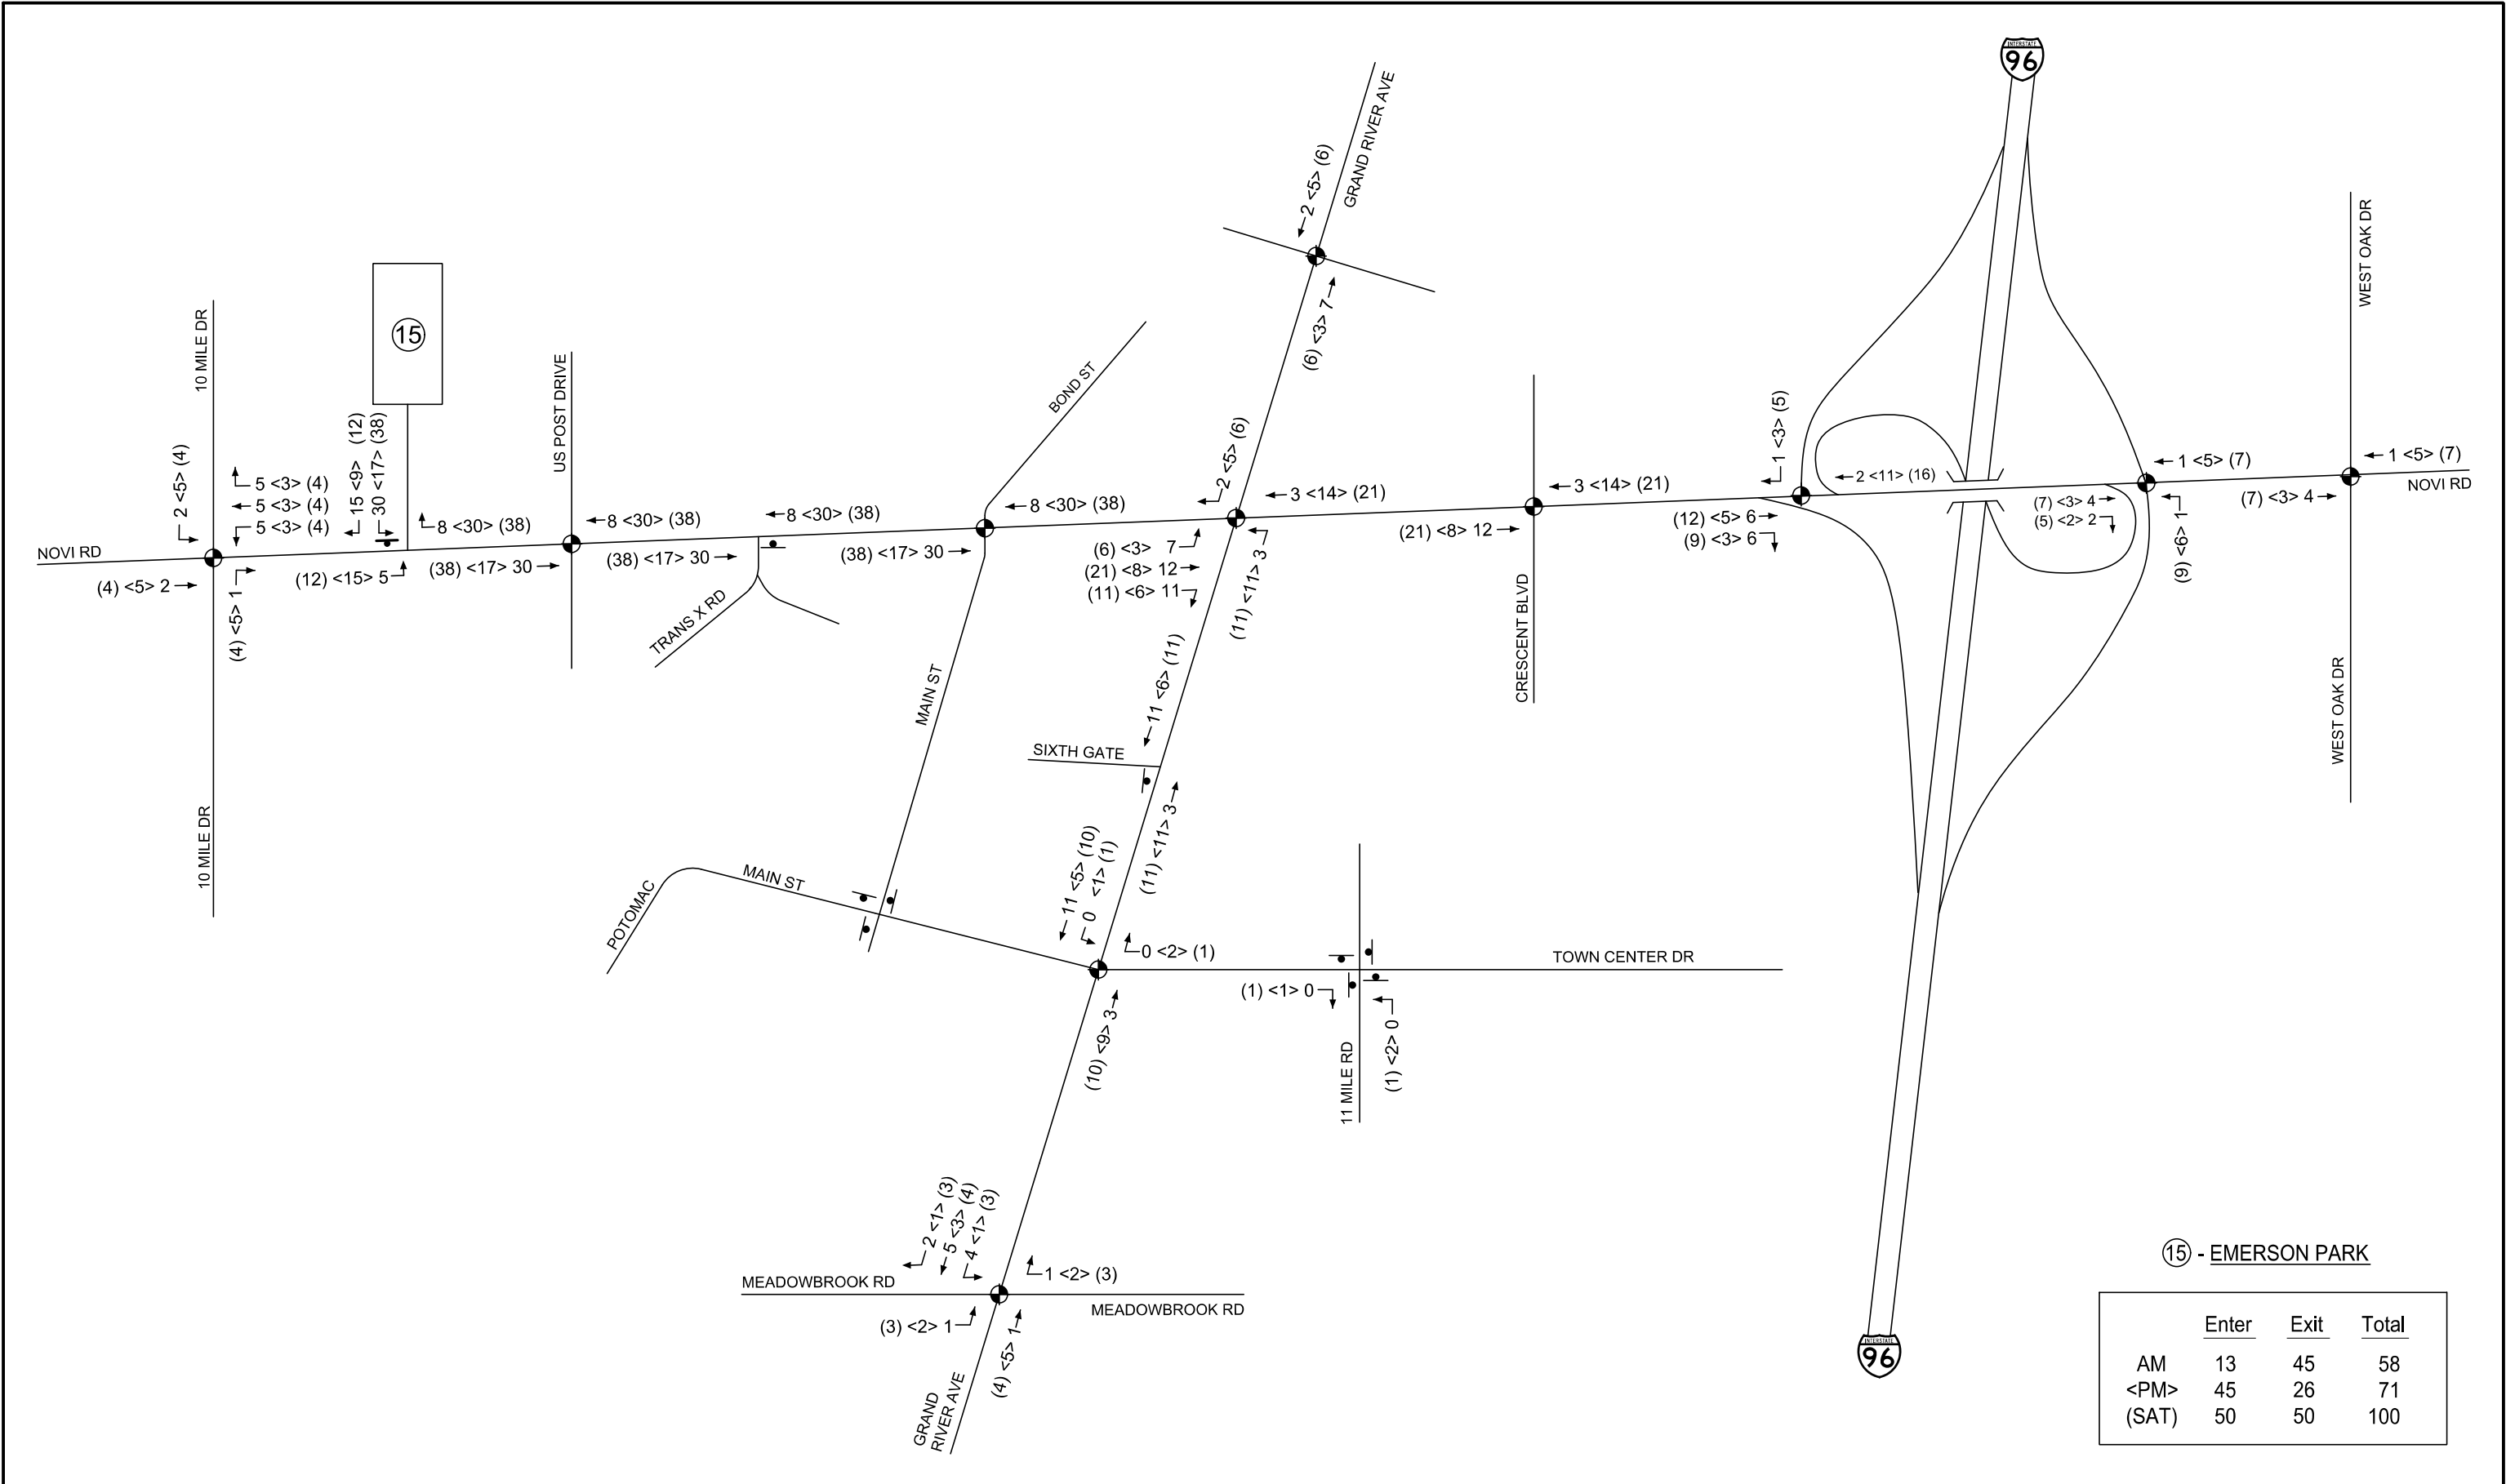 INTERSTATE
96
GRAND RIVER AVE
2 <5> (6)
(6) <3> 7
WEST OAK DR
10 MILE DR
15
US POST DRIVE
BOND ST
2 <5> (4)
5 <3> (4)
5 <3> (4)
5 <3> (4)
15 <9> (12)
30 <17> (38)
8 <30> (38)
8 <30> (38)
8 <30> (38)
8 <30> (38)
2 <5> (6)
3 <14> (21)
3 <14> (21)
1 <3> (5)
2 <11> (16)
1 <5> (7)
1 <5> (7)
NOVI RD
NOVI RD
(4) <5> 2
(4) <5> 1
(12) <15> 5
(38) <17> 30
(38) <17> 30
(38) <17> 30
(6) <3> 7
(21) <8> 12
(11) <6> 11
(11) <11> 3
(21) <8> 12
(12) <5> 6
(9) <3> 6
(7) <3> 4
(5) <2> 2
(9) <6> 1
(7) <3> 4
TRANS X RD
MAIN ST
CRESCENT BLVD
WEST OAK DR
11 <6> (11)
SIXTH GATE
10 MILE DR
POTOMAC
MAIN ST
11 <5> (10)
0 <1> (1)
(11) <11> 3
0 <2> (1)
TOWN CENTER DR
(1) <1> 0
(1) <2> 0
11 MILE RD
(10) <9> 3
2 <1> (3)
5 <3> (4)
4 <1> (3)
1 <2> (3)
MEADOWBROOK RD
MEADOWBROOK RD
(3) <2> 1
(4) <5> 1
GRAND
RIVER AVE
INTERSTATE
96
15 - EMERSON PARK
Enter Exit Total
AM 13 45 58
<PM> 45 26 71
(SAT) 50 50 100